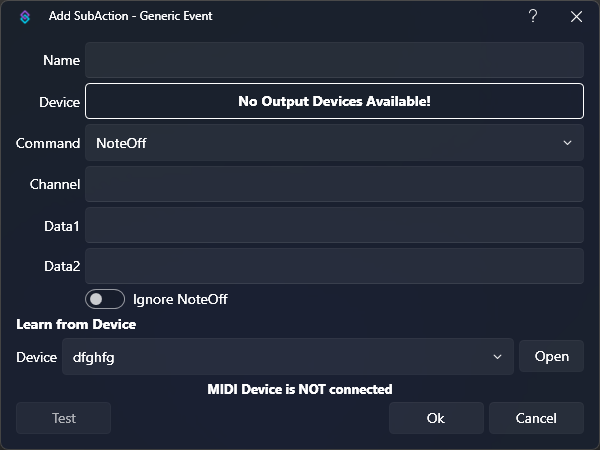 Add SubAction - Generic Event ?
Name
Device No Output Devices Available!
Command NoteOff
Channel
Data1
Data2
Ignore NoteOff
Learn from Device
Device dfghfg Open
MIDI Device is NOT connected
Test Ok Cancel